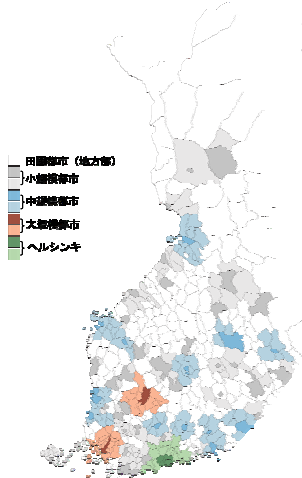 田園都市（地方部）
小規模都市
中規模都市
大規模都市
ヘルシンキ